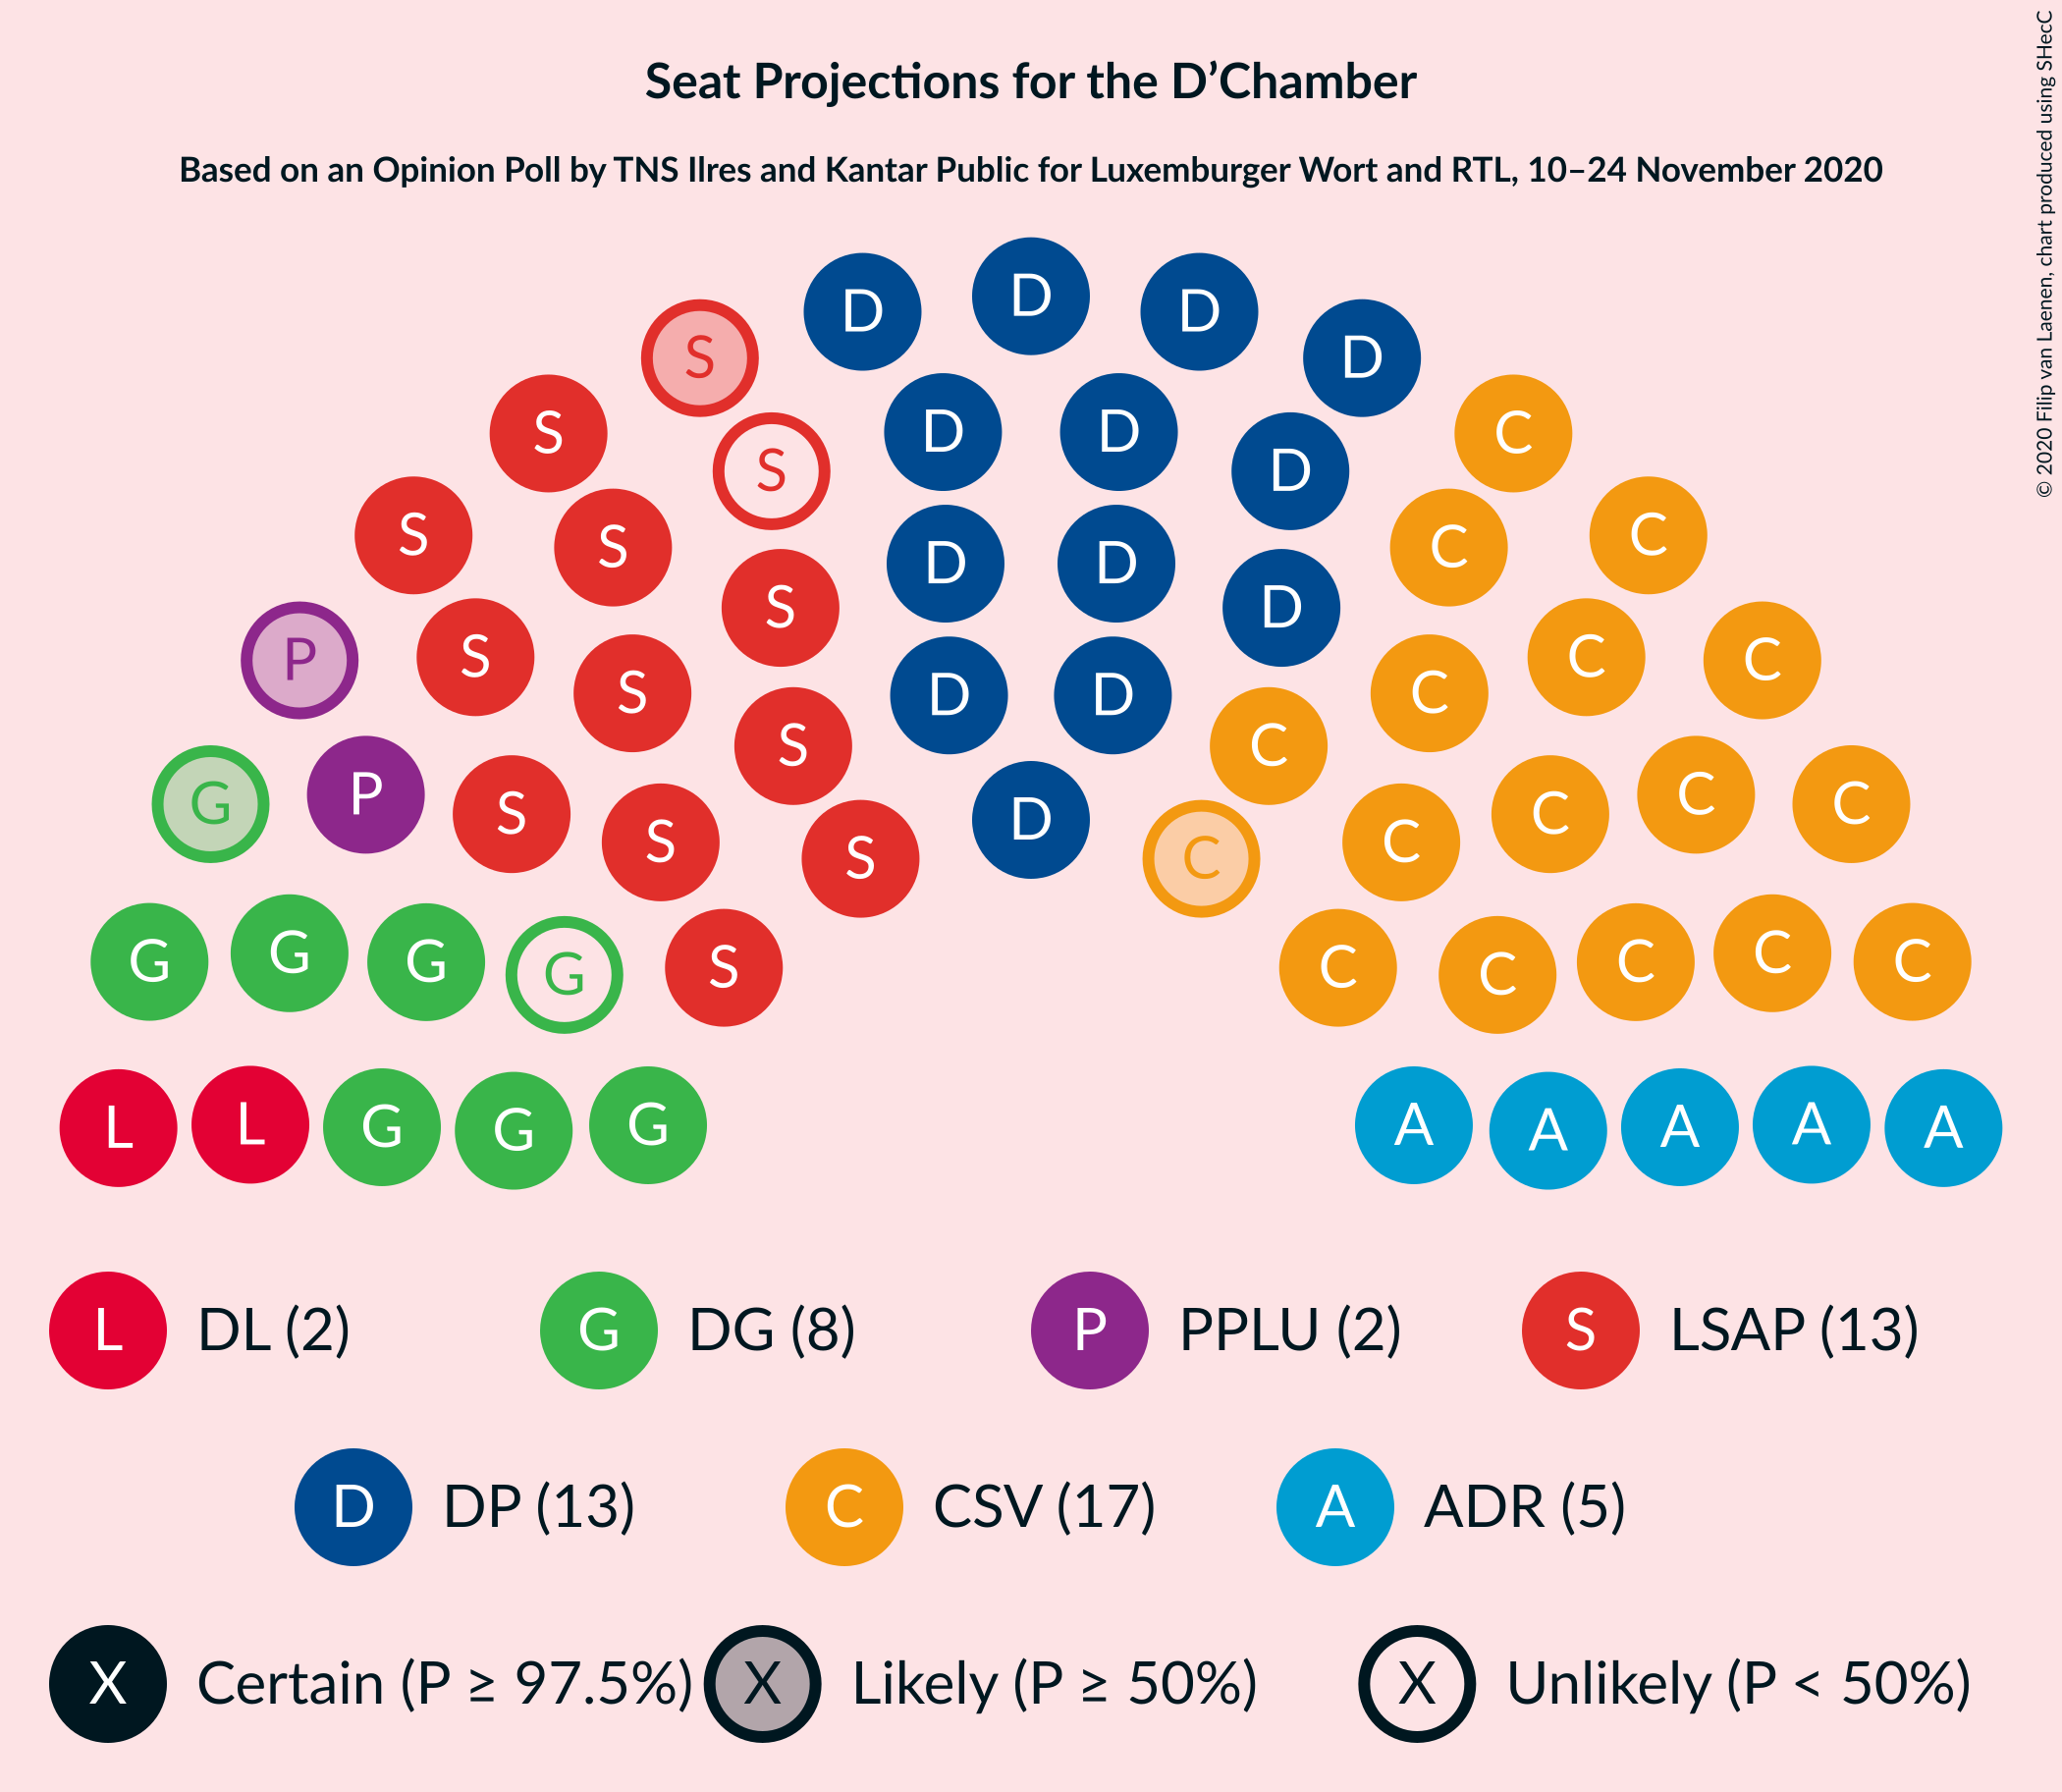 Seat Projections for the D’Chamber
Based on an Opinion Poll by TNS Ilres and Kantar Public for Luxemburger Wort and RTL, 10–24 November 2020
© 2020 Filip van Laenen, chart produced using SHecC
D D D D
S S D D D C
S S D D D C C
S S S D D C C
P S S S D D C C C
G P S S S D C C C C C C
G G G G S C C C C C
L L G G G A A A A A
L DL (2) G DG (8) P PPLU (2) S LSAP (13)
D DP (13) C CSV (17) A ADR (5)
X Certain (P ≥ 97.5%) X Likely (P ≥ 50%) X Unlikely (P < 50%)